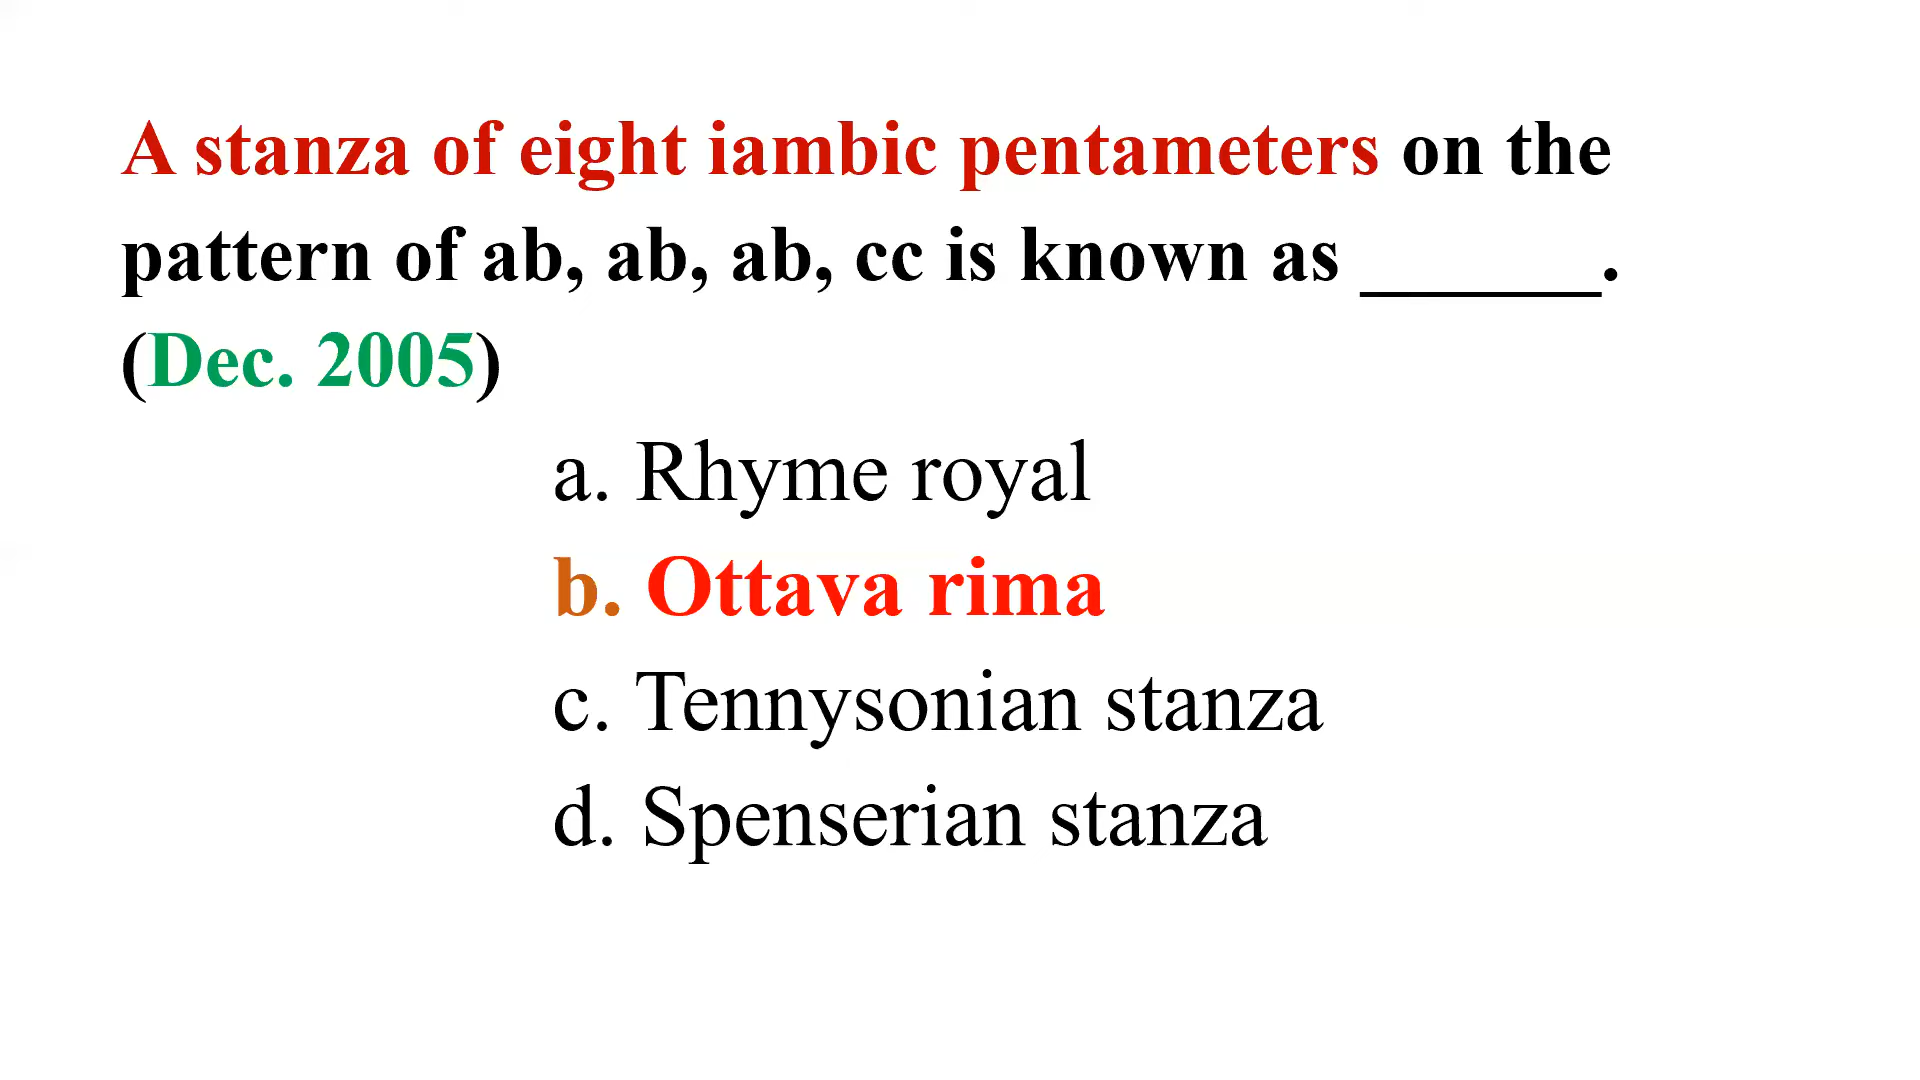 A stanza of eight iambic pentameters on the
pattern of ab, ab, ab, cc is known as ______.
(Dec. 2005)
a. Rhyme royal
b. Ottava rima
c. Tennysonian stanza
d. Spenserian stanza